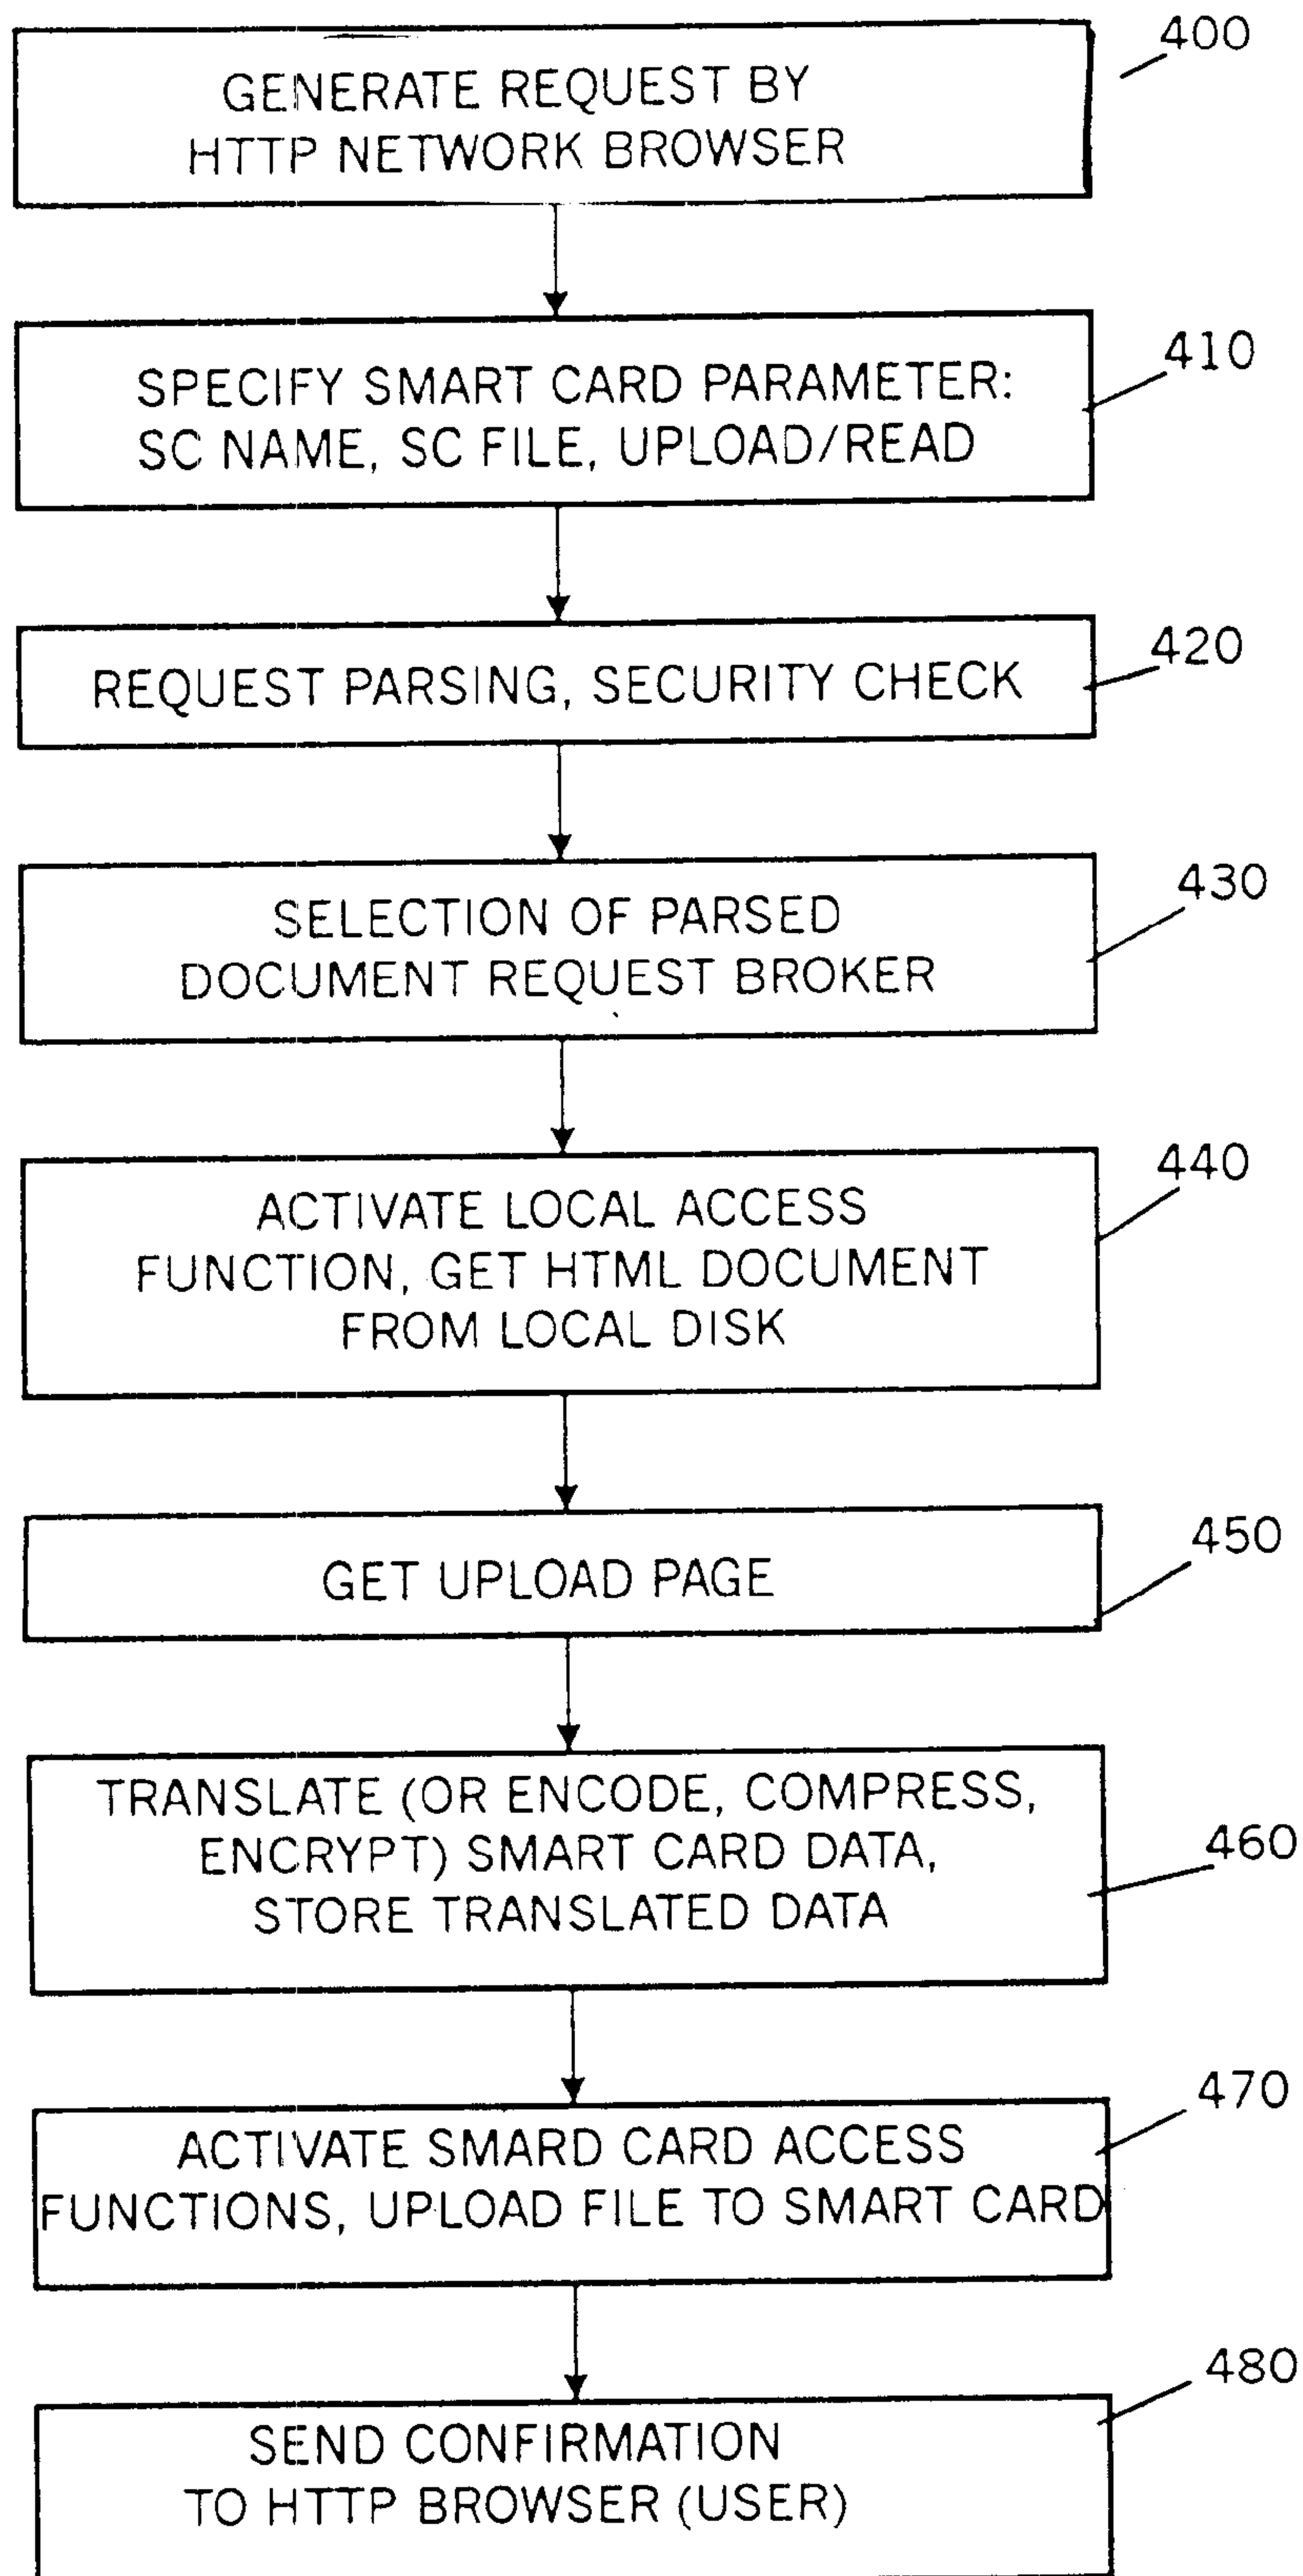 400
GENERATE REQUEST BY
HTTP NETWORK BROWSER
410
SPECIFY SMART CARD PARAMETER:
SC NAME, SC FILE, UPLOAD/READ
420
REQUEST PARSING, SECURITY CHECK
430
SELECTION OF PARSED
DOCUMENT REQUEST BROKER
440
ACTIVATE LOCAL ACCESS
FUNCTION, GET HTML DOCUMENT
FROM LOCAL DISK
450
GET UPLOAD PAGE
460
TRANSLATE (OR ENCODE, COMPRESS,
ENCRYPT) SMART CARD DATA,
STORE TRANSLATED DATA
470
ACTIVATE SMARD CARD ACCESS
FUNCTIONS, UPLOAD FILE TO SMART CARD
480
SEND CONFIRMATION
TO HTTP BROWSER (USER)